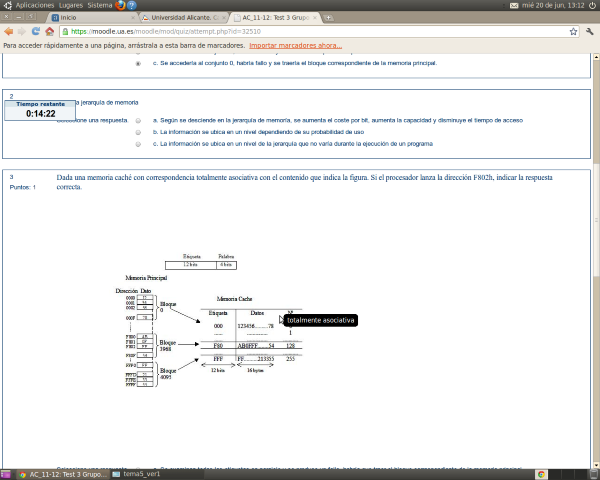 Aplicaciones Lugares Sistema
mié 20 de jun, 13:12
Inicio
Universidad Alicante. C
AC_11-12: Test 3 Grupo
https://moodle.ua.es/moodle/mod/quiz/attempt.php?id=32510
Para acceder rápidamente a una página, arrástrala a esta barra de marcadores. Importar marcadores ahora...
c. Se accedería al conjunto 0, habría fallo y se traería el bloque correspondente de la memoria principal.
2
la jerarquía de memoria
Tiempo restante
0:14:22
una respuesta.
a. Según se desciende en la jerarquía de memoria, se aumenta el coste por bit, aumenta la capacidad y disminuye el tiempo de acceso
b. La información se ubica en un nivel dependiendo de su probabilidad de uso
c. La información se ubica en un nivel de la jerarquía que no varía durante la ejecución de un programa
3
Puntos: 1
Dada una memoria caché con correspondencia totalmente asociativa con el contenido que indica la figura. Si el procesador lanza la dirección F802h, indicar la respuesta
correcta.
Etiqueta Palabra
12 bits 4 bits
Memoria Principal
Dirección Dato
Bloque
0
Bloque
3968
Bloque
4095
Memoria Cache
Etiqueta Datos
000 123456..........78
1
F80 AB0FFF.......54 128
FFF FF..........213355 255
12 bits 16 bytes
totalmente asociativa
AC_11-12: Test 3 Grupo...
tema5_ver1